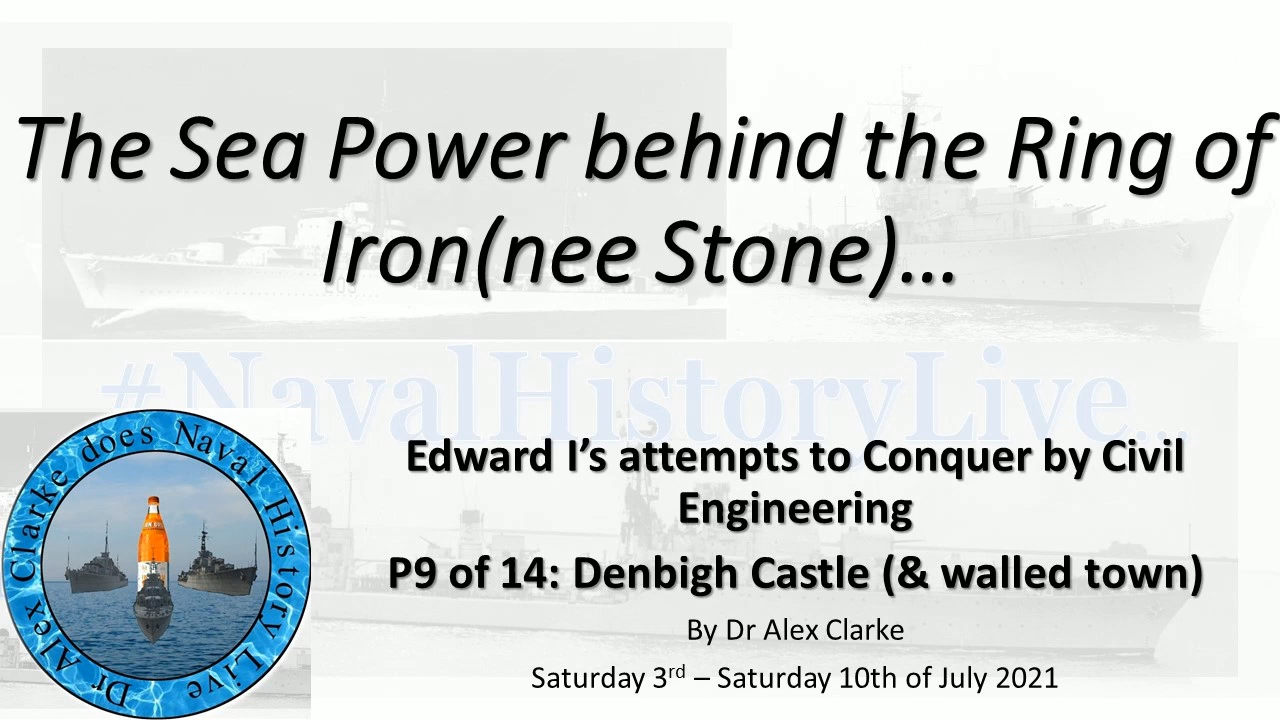 The Sea Power behind the Ring of
Iron(nee Stone)…
#NavalHistoryLive...
Edward I’s attempts to Conquer by Civil
Engineering
P9 of 14: Denbigh Castle (& walled town)
By Dr Alex Clarke
Saturday 3rd – Saturday 10th of July 2021
Dr Alex Clarke does Naval History Live